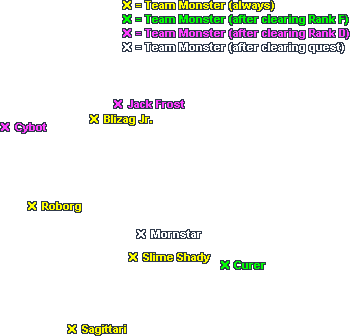 X = Team Monster (always)
X = Team Monster (after clearing Rank F)
X = Team Monster (after clearing Rank D)
X = Team Monster (after clearing quest)
X Jack Frost
X Blizag Jr.
X Cybot
X Roborg
X Mornstar
X Slime Shady
X Curer
X Sagittari